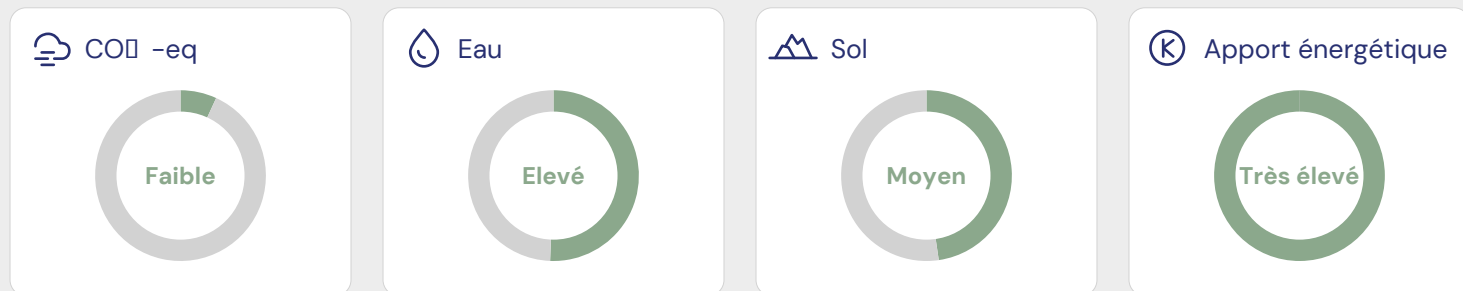 CO▯ -eq
Eau
Sol
Apport énergétique
Faible
Elevé
Moyen
Très élevé